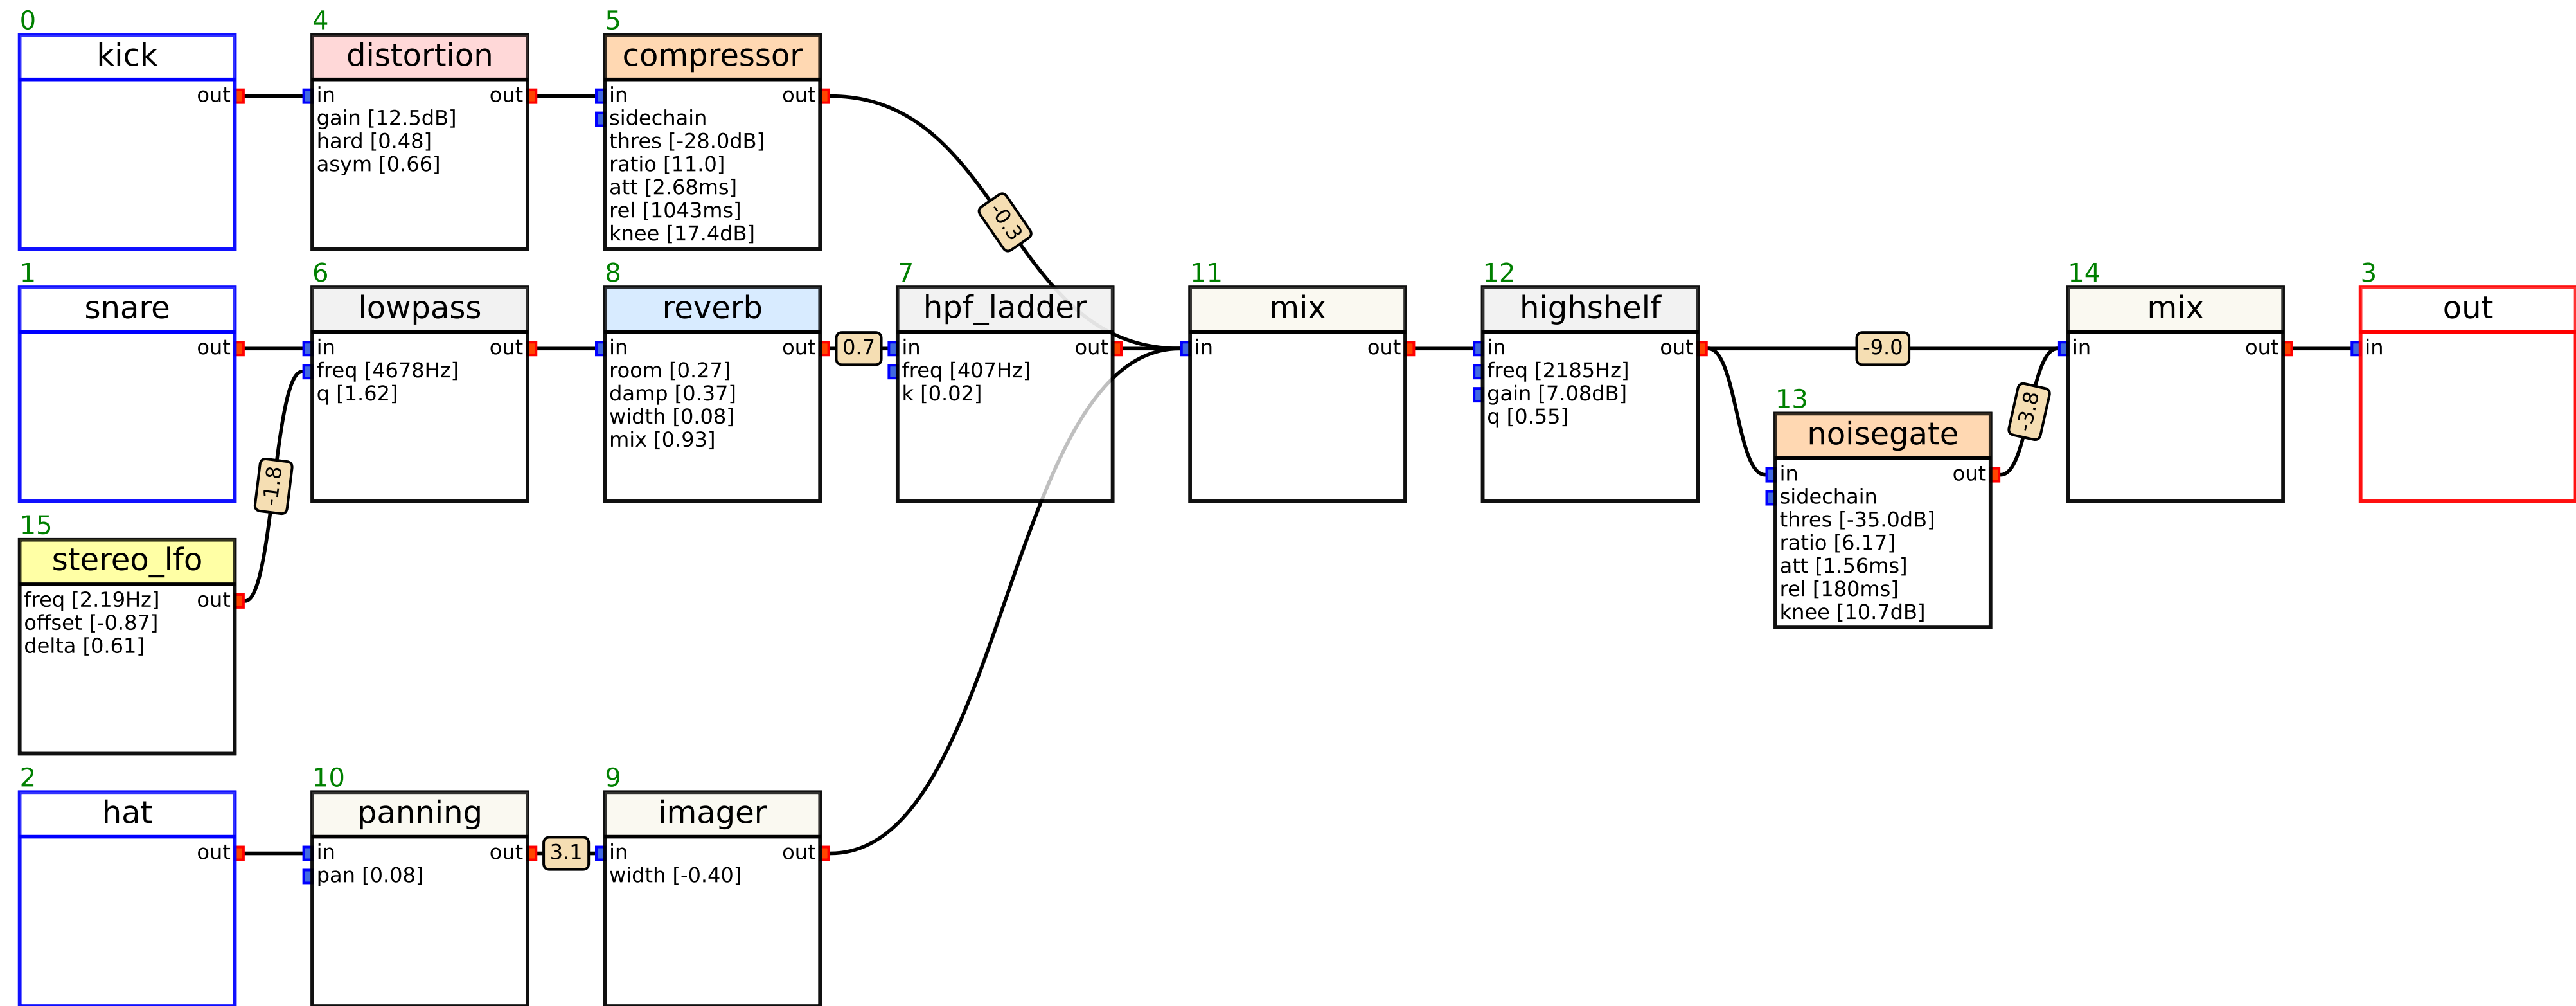 0
kick
out
4
distortion
in out
gain [12.5dB]
hard [0.48]
asym [0.66]
5
compressor
in out
sidechain
thres [-28.0dB]
ratio [11.0]
att [2.68ms]
rel [1043ms]
knee [17.4dB]
-0.3
1
snare
out
6
lowpass
in out
freq [4678Hz]
q [1.62]
8
reverb
in out
room [0.27]
damp [0.37]
width [0.08]
mix [0.93]
0.7
7
hpf_ladder
in out
freq [407Hz]
k [0.02]
11
mix
in out
12
highshelf
in out
freq [2185Hz]
gain [7.08dB]
q [0.55]
-9.0
13
noisegate
in out
sidechain
thres [-35.0dB]
ratio [6.17]
att [1.56ms]
rel [180ms]
knee [10.7dB]
-3.8
14
mix
in out
3
out
in
-1.8
15
stereo_lfo
freq [2.19Hz] out
offset [-0.87]
delta [0.61]
2
hat
out
10
panning
in out
pan [0.08]
3.1
9
imager
in out
width [-0.40]